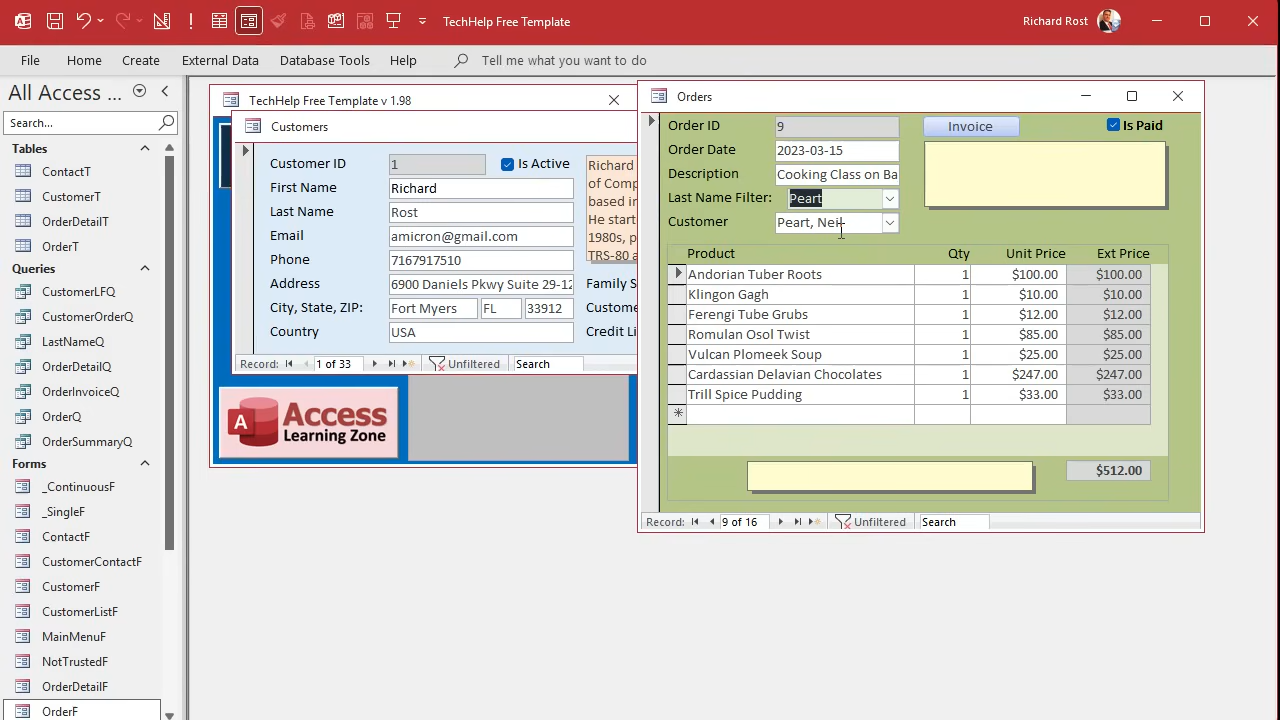 TechHelp Free Template
Richard Rost
File Home Create External Data Database Tools Help Tell me what you want to do
All Access ...
Search...
Tables
ContactT
CustomerT
OrderDetailT
OrderT
Queries
CustomerLFQ
CustomerOrderQ
LastNameQ
OrderDetailQ
OrderInvoiceQ
OrderQ
OrderSummaryQ
Forms
_ContinuousF
_SingleF
ContactF
CustomerContactF
CustomerF
CustomerListF
MainMenuF
NotTrustedF
OrderDetailF
OrderF
TechHelp Free Template v 1.98
Customers
Customer ID 1 Is Active
First Name Richard
Last Name Rost
Email amicron@gmail.com
Phone 7167917510
Address 6900 Daniels Pkwy Suite 29-12
City, State, ZIP: Fort Myers FL 33912
Country USA
Richard
of Comp
based in
He start
1980s, p
TRS-80 a
Family S
Custome
Credit Li
Record: 1 of 33 Unfiltered Search
Access
Learning Zone
Orders
Order ID 9 Invoice Is Paid
Order Date 2023-03-15
Description Cooking Class on Ba
Last Name Filter: Peart
Customer Peart, Neil
Product Qty Unit Price Ext Price
Andorian Tuber Roots 1 $100.00 $100.00
Klingon Gagh 1 $10.00 $10.00
Ferengi Tube Grubs 1 $12.00 $12.00
Romulan Osol Twist 1 $85.00 $85.00
Vulcan Plomeek Soup 1 $25.00 $25.00
Cardassian Delavian Chocolates 1 $247.00 $247.00
Trill Spice Pudding 1 $33.00 $33.00
$512.00
Record: 9 of 16 Unfiltered Search